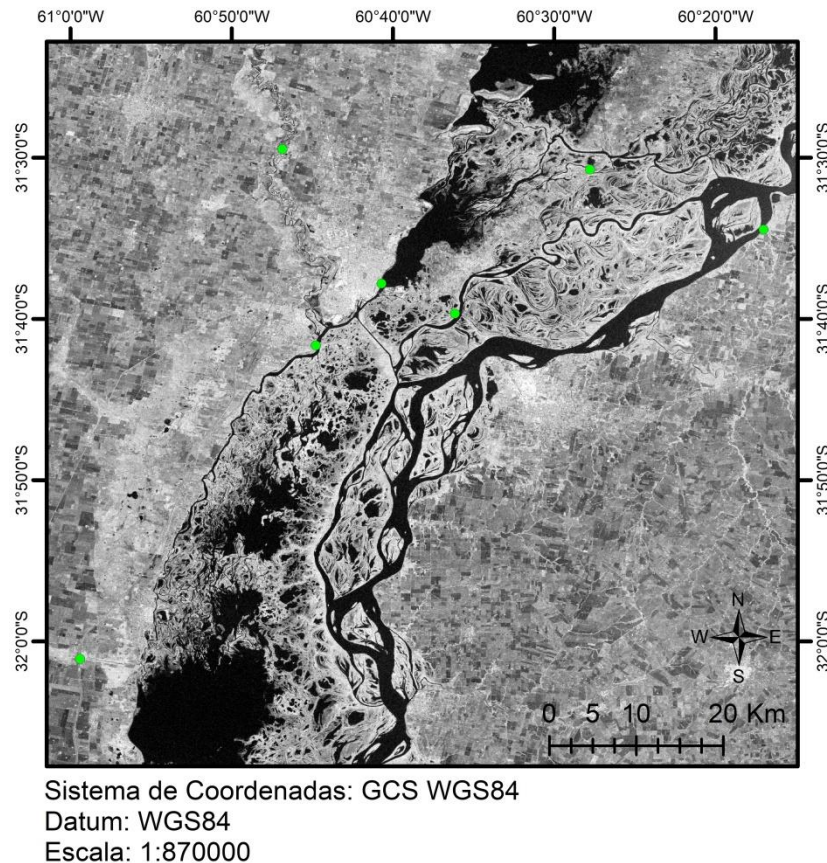 61°0'0"W 60°50'0"W 60°40'0"W 60°30'0"W 60°20'0"W
31°30'0"S 31°30'0"S
31°40'0"S 31°40'0"S
31°50'0"S 31°50'0"S
32°0'0"S 32°0'0"S
N
W E
S
0 5 10 20 Km
Sistema de Coordenadas: GCS WGS84
Datum: WGS84
Escala: 1:870000